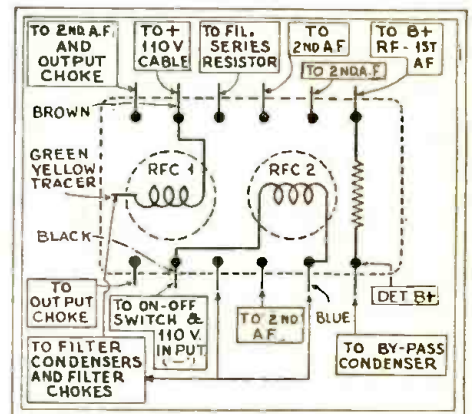 TO 2ND A.F.
AND
OUTPUT
CHOKE
TO +
110V
CABLE
TO FIL.
SERIES
RESISTOR
TO
2ND AF
TO 2ND A.F
TO B+
RF-1ST
AF
BROWN
GREEN
YELLOW
TRACER
RFC 1
RFC 2
BLACK
TO
OUTPUT
CHOKE
TO ON-OFF
SWITCH &
110 V.
INPUT
(-)
TO 2ND
AF.
BLUE
DET B+
TO FILTER
CONDENSERS
AND FILTER
CHOKES
TO BY-PASS
CONDENSER